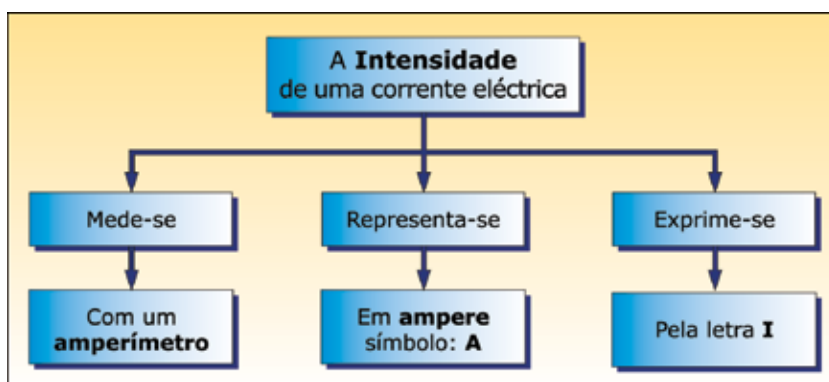 A Intensidade
de uma corrente eléctrica
Mede-se
Representa-se
Exprime-se
Com um
amperímetro
Em ampere
símbolo: A
Pela letra I